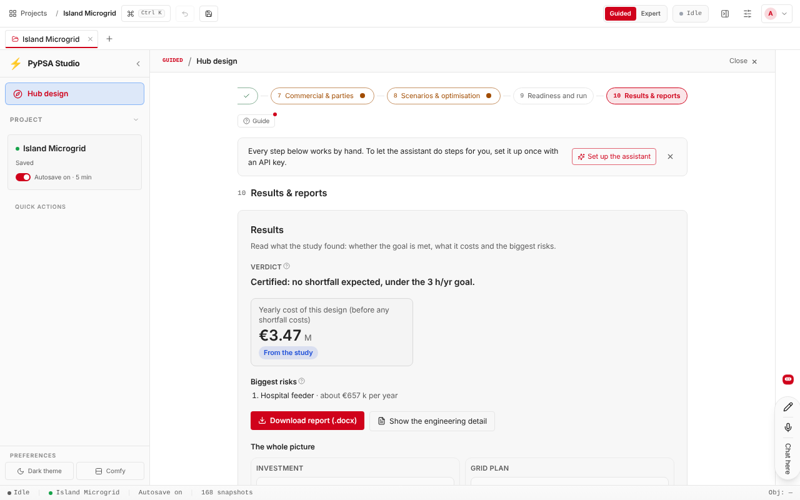 Projects / Island Microgrid Ctrl K Guided Expert Idle A
Island Microgrid
PyPSA Studio
GUIDED / Hub design Close
Hub design
7 Commercial & parties 8 Scenarios & optimisation 9 Readiness and run 10 Results & reports
PROJECT
Guide
Island Microgrid
Saved
Autosave on · 5 min
QUICK ACTIONS
Every step below works by hand. To let the assistant do steps for you, set it up once with
an API key.
Set up the assistant
10 Results & reports
Results
Read what the study found: whether the goal is met, what it costs and the biggest risks.
VERDICT
Certified: no shortfall expected, under the 3 h/yr goal.
Yearly cost of this design (before any
shortfall costs)
€3.47 M
From the study
Biggest risks
1. Hospital feeder · about €657 k per year
Download report (.docx) Show the engineering detail
The whole picture
INVESTMENT GRID PLAN
Chat here
PREFERENCES
Dark theme Comfy
Idle Island Microgrid Autosave on 168 snapshots Obj: —